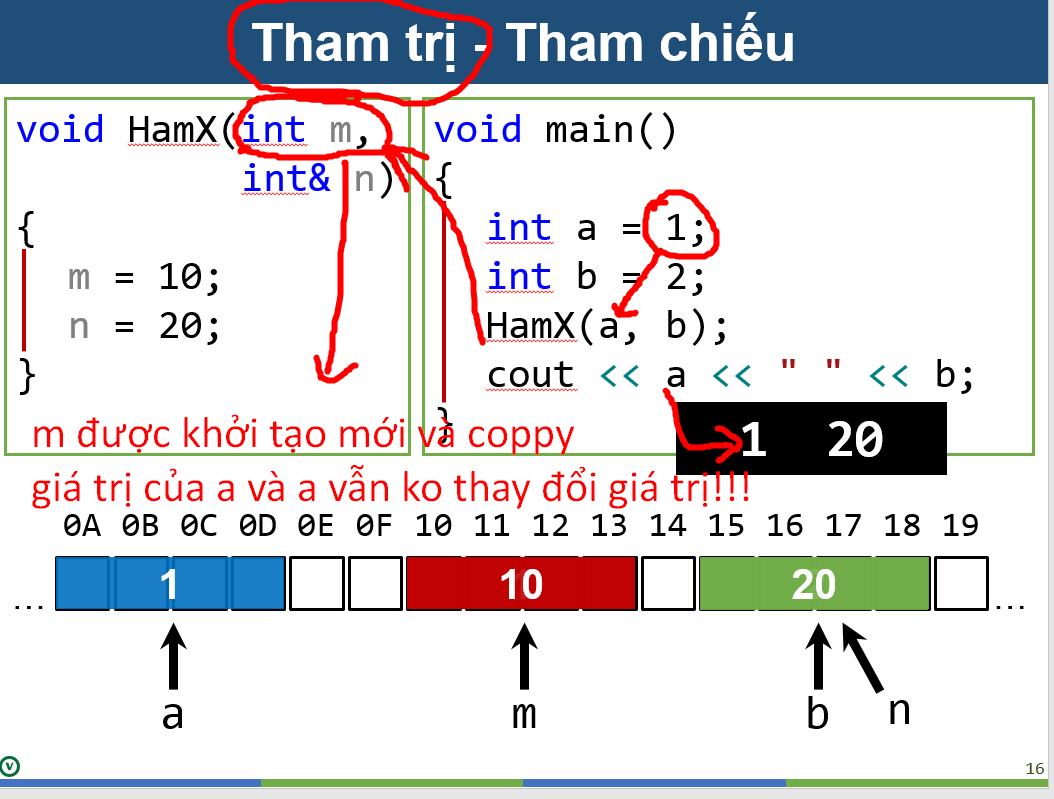 Tham trị - Tham chiếu
void HamX(int m,
int& n)
{
m = 10;
n = 20;
}
void main()
{
int a = 1;
int b = 2;
HamX(a, b);
cout << a << " " << b;
}
1 20
m được khởi tạo mới và coppy
giá trị của a và a vẫn ko thay đổi giá trị!!!
0A 0B 0C 0D 0E 0F 10 11 12 13 14 15 16 17 18 19
... 1 10 20 ...
a m b n
V
16